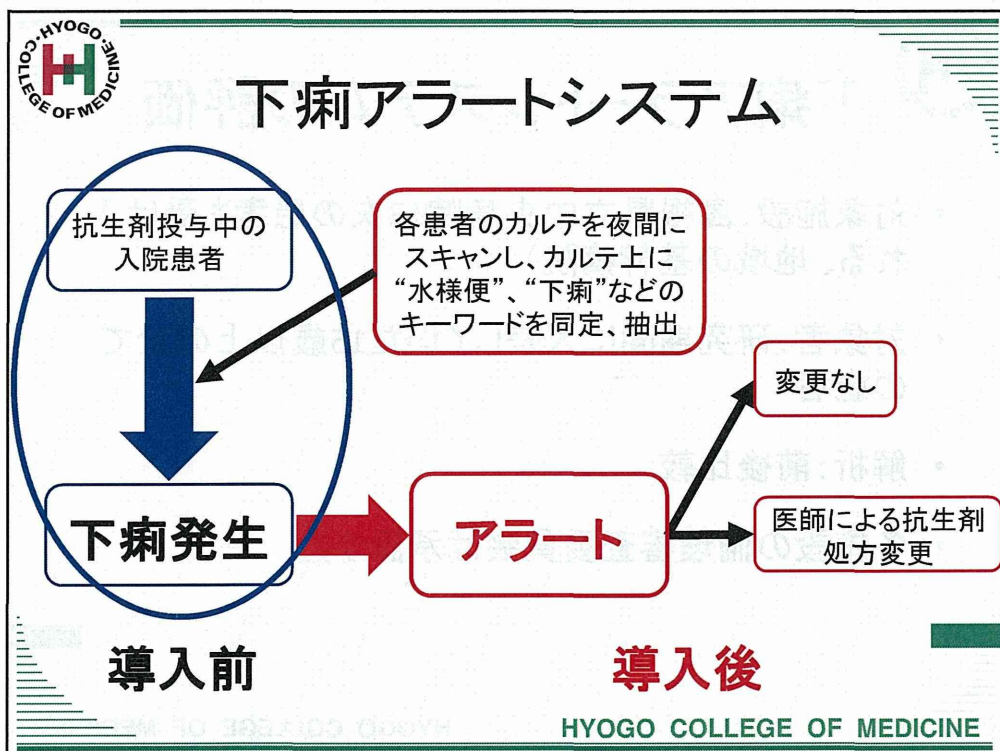 HYOGO・COLLEGE OF MEDICINE・
下痢アラートシステム
抗生剤投与中の
入院患者
各患者のカルテを夜間に
スキャンし、カルテ上に
“水様便”、“下痢”などの
キーワードを同定、抽出
変更なし
下痢発生
アラート
医師による抗生剤
処方変更
導入前
導入後
HYOGO COLLEGE OF MEDICINE